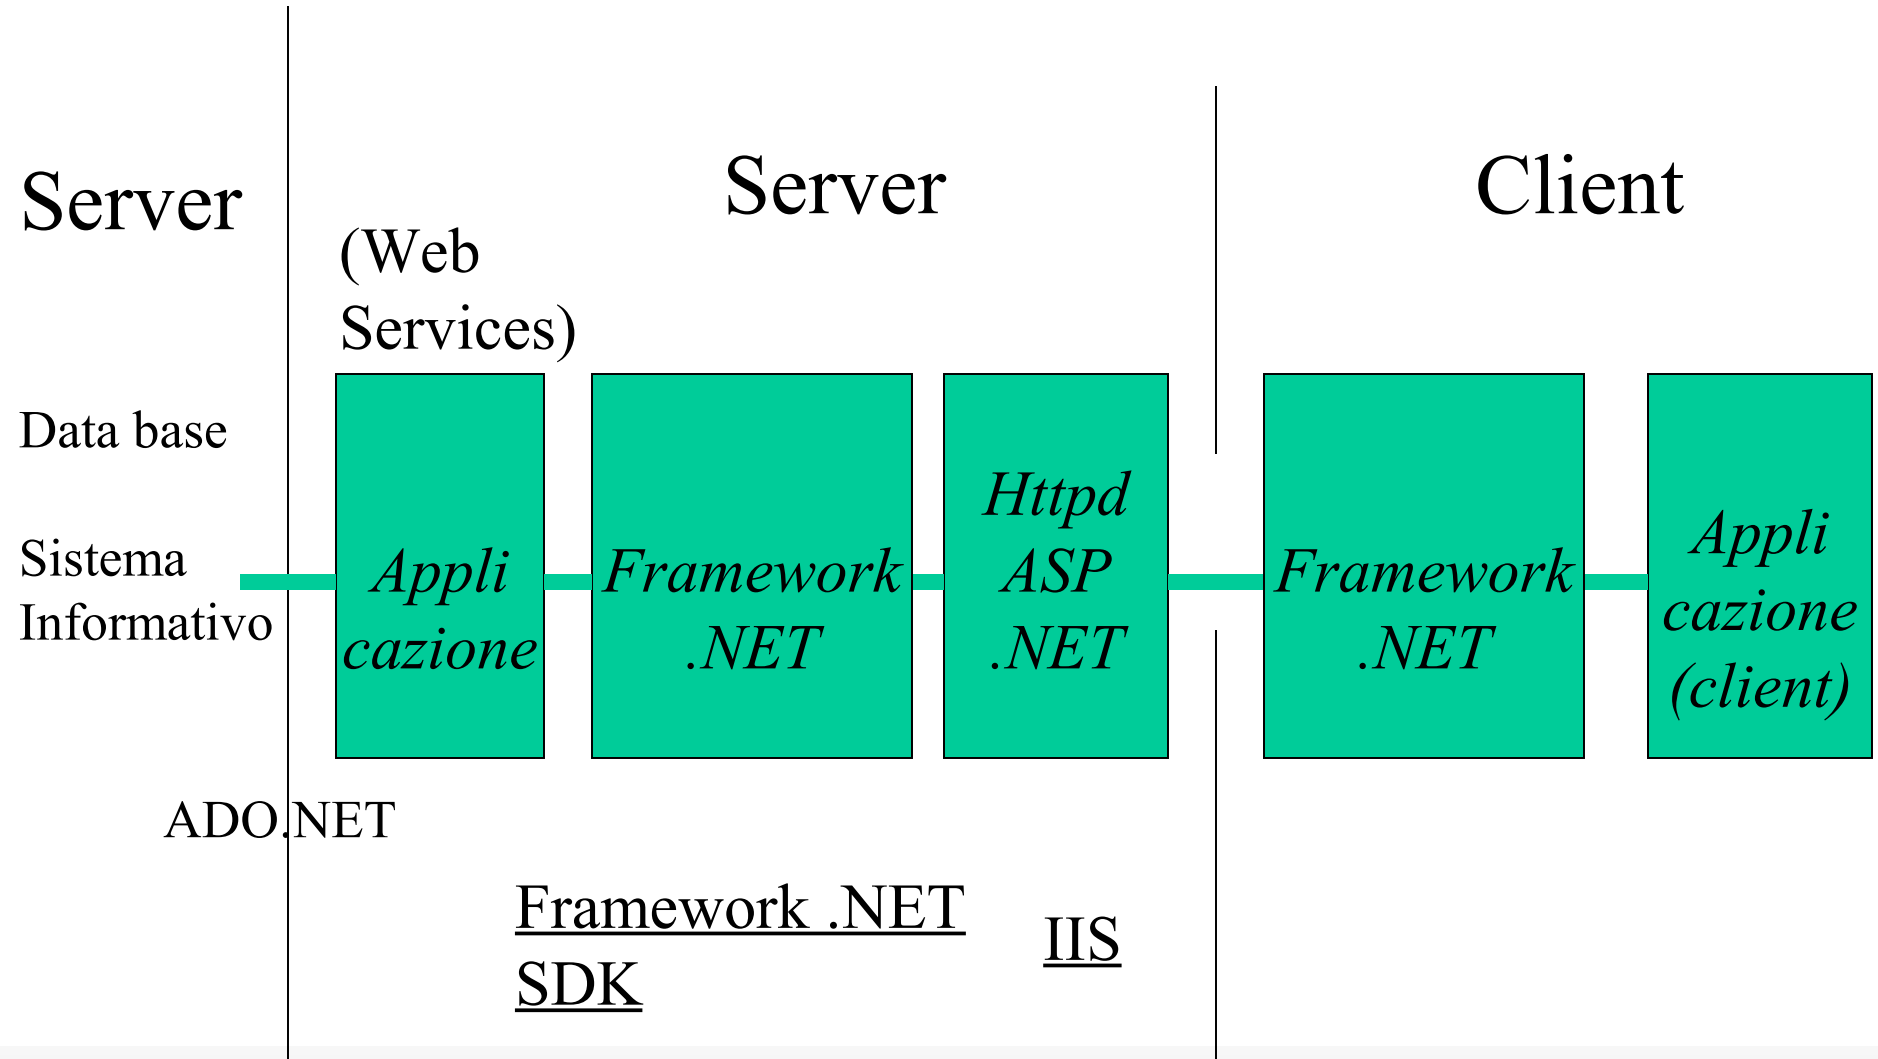 Server
Server
Client
(Web
Services)
Data base
Sistema
Informativo
Appli
cazione
Framework
.NET
Httpd
ASP
.NET
Framework
.NET
Appli
cazione
(client)
ADO.NET
Framework .NET
SDK
IIS